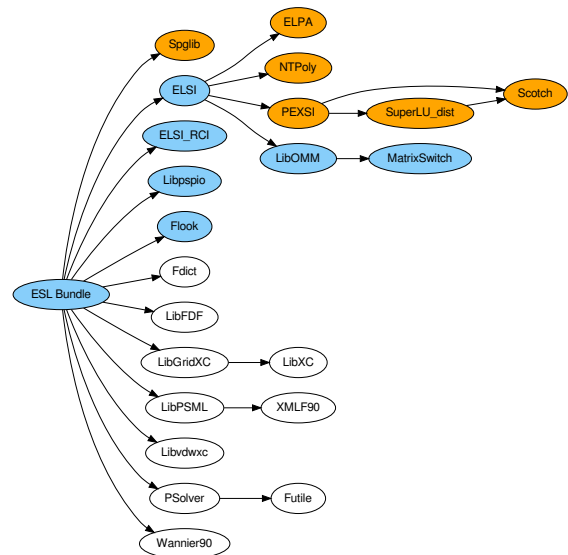 ELPA
Spglib
NTPoly
ELSI
Scotch
PEXSI
SuperLU_dist
ELSI_RCI
LibOMM
MatrixSwitch
Libpspio
Flook
Fdict
ESL Bundle
LibFDF
LibGridXC
LibXC
LibPSML
XMLF90
Libvdwxc
PSolver
Futile
Wannier90